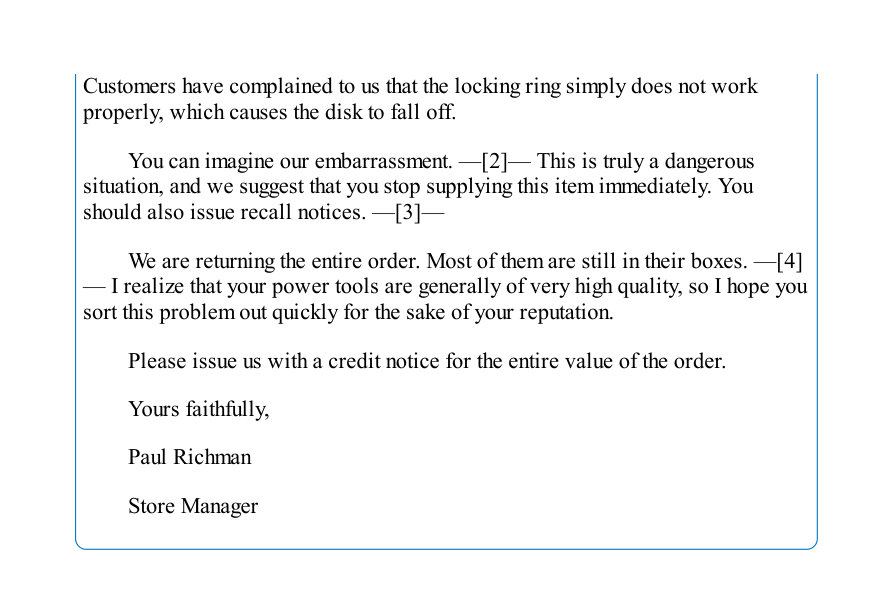 Customers have complained to us that the locking ring simply does not work
properly, which causes the disk to fall off.
You can imagine our embarrassment. —[2]— This is truly a dangerous
situation, and we suggest that you stop supplying this item immediately. You
should also issue recall notices. —[3]—
We are returning the entire order. Most of them are still in their boxes. —[4]
— I realize that your power tools are generally of very high quality, so I hope you
sort this problem out quickly for the sake of your reputation.
Please issue us with a credit notice for the entire value of the order.
Yours faithfully,
Paul Richman
Store Manager